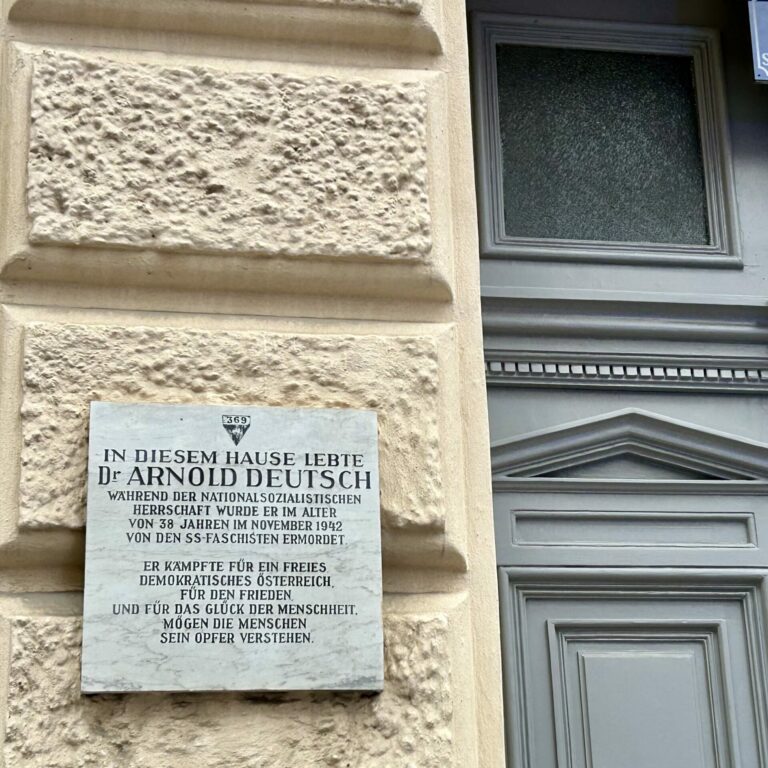 369
IN DIESEM HAUSE LEBTE
Dr ARNOLD DEUTSCH
WÄHREND DER NATIONALSOZIALISTISCHEN
HERRSCHAFT WURDE ER IM ALTER
VON 38 JAHREN IM NOVEMBER 1942
VON DEN SS-FASCHISTEN ERMORDET.
ER KÄMPFTE FÜR EIN FREIES
DEMOKRATISCHES ÖSTERREICH,
FÜR DEN FRIEDEN
UND FÜR DAS GLÜCK DER MENSCHHEIT.
MÖGEN DIE MENSCHEN
SEIN OPFER VERSTEHEN.